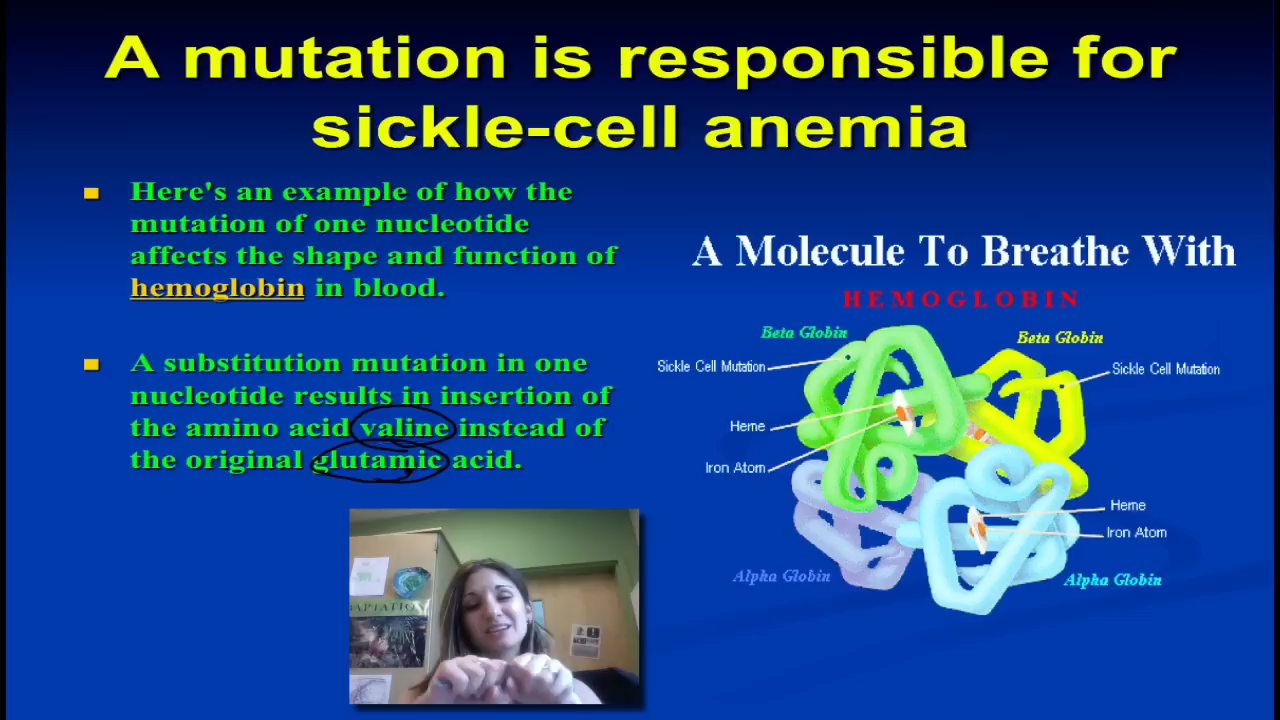 A mutation is responsible for
sickle-cell anemia
Here's an example of how the
mutation of one nucleotide
affects the shape and function of
hemoglobin in blood.
A substitution mutation in one
nucleotide results in insertion of
the amino acid valine instead of
the original glutamic acid.
A Molecule To Breathe With
HEMOGLOBIN
Beta Globin
Beta Globin
Sickle Cell Mutation
Sickle Cell Mutation
Heme
Iron Atom
Heme
Iron Atom
Alpha Globin
Alpha Globin